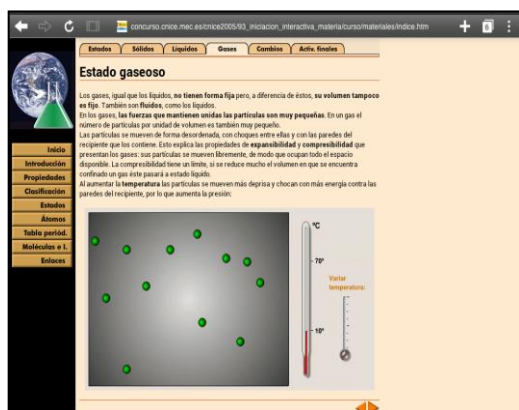 concurso.cnice.mec.es/cnice2005/93_iniciacion_interactiva_materia/curso/materiales/indice.htm
6
Estados
Sólidos
Líquidos
Gases
Cambios
Activ. finales
Estado gaseoso
Los gases, igual que los líquidos, no tienen forma fija pero, a diferencia de éstos, su volumen tampoco
es fijo. También son fluidos, como los líquidos.
En los gases, las fuerzas que mantienen unidas las partículas son muy pequeñas. En un gas el
número de partículas por unidad de volumen es también muy pequeño.
Las partículas se mueven de forma desordenada, con choques entre ellas y con las paredes del
recipiente que los contiene. Esto explica las propiedades de expansibilidad y compresibilidad que
presentan los gases: sus partículas se mueven libremente, de modo que ocupan todo el espacio
disponible. La compresibilidad tiene un límite, si se reduce mucho el volumen en que se encuentra
confinado un gas éste pasará a estado líquido.
Al aumentar la temperatura las partículas se mueven más deprisa y chocan con más energía contra las
paredes del recipiente, por lo que aumenta la presión:
Inicio
Introducción
Propiedades
Clasificación
Estados
Átomos
Tabla periód.
Moléculas e I.
Enlaces
ºC
70º
10º
Variar
temperatura: